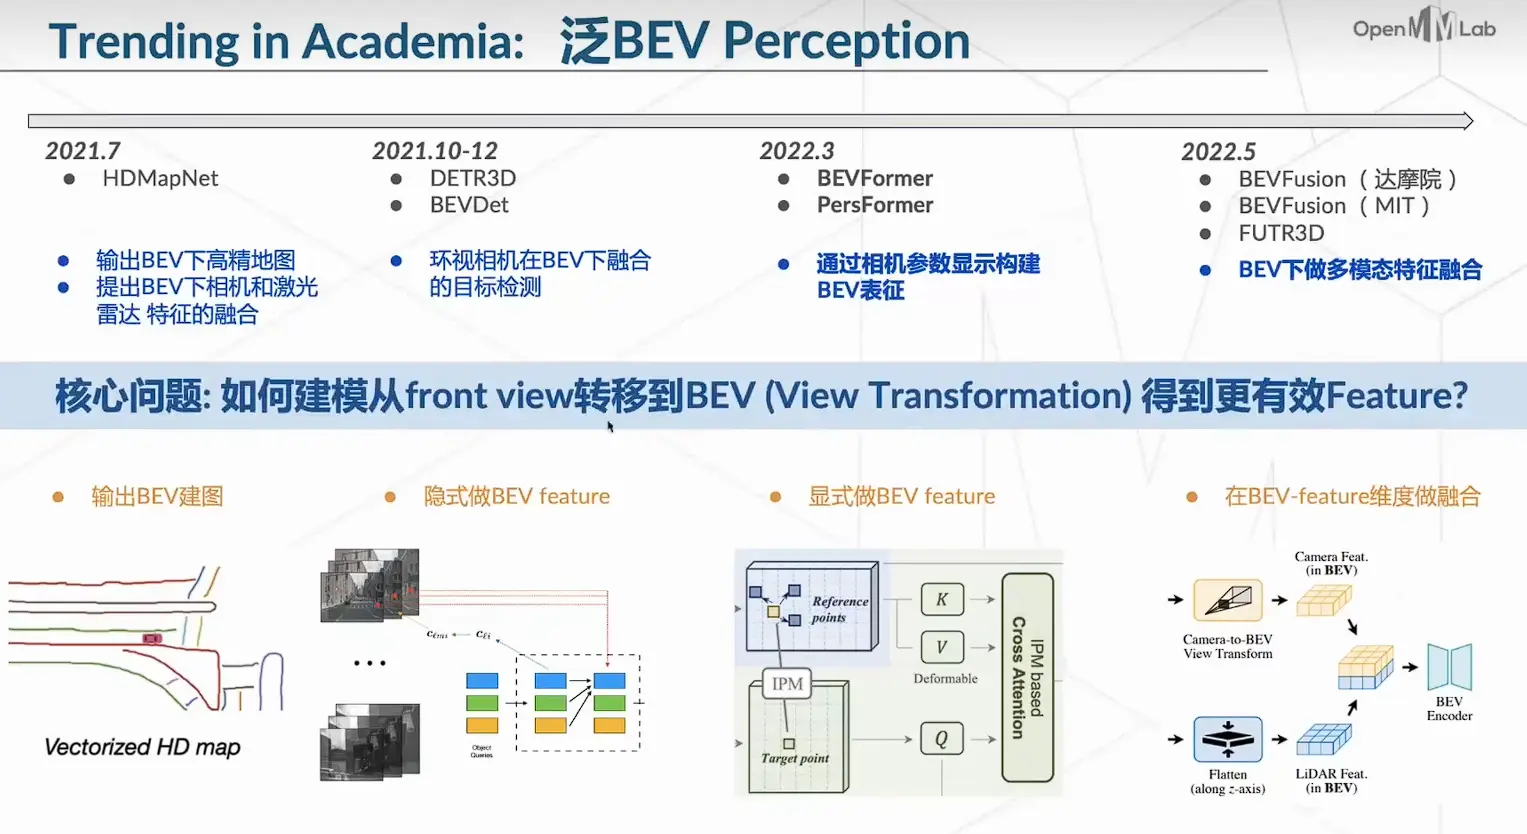 Trending in Academia: 泛BEV Perception
OpenMMLab
2021.7
HDMapNet
输出BEV下高精地图
提出BEV下相机和激光
雷达 特征的融合
2021.10-12
DETR3D
BEVDet
环视相机在BEV下融合
的目标检测
2022.3
BEVFormer
PersFormer
通过相机参数显示构建
BEV表征
2022.5
BEVFusion（达摩院）
BEVFusion（MIT）
FUTR3D
BEV下做多模态特征融合
核心问题: 如何建模从front view转移到BEV (View Transformation) 得到更有效Feature?
输出BEV建图
隐式做BEV feature
显式做BEV feature
在BEV-feature维度做融合
Vectorized HD map
cℓmi
cℓi
Object
Queries
Reference
points
IPM
Target point
K
V
Deformable
Q
IPM based
Cross Attention
Camera Feat.
(in BEV)
Camera-to-BEV
View Transform
BEV
Encoder
Flatten
(along z-axis)
LiDAR Feat.
(in BEV)